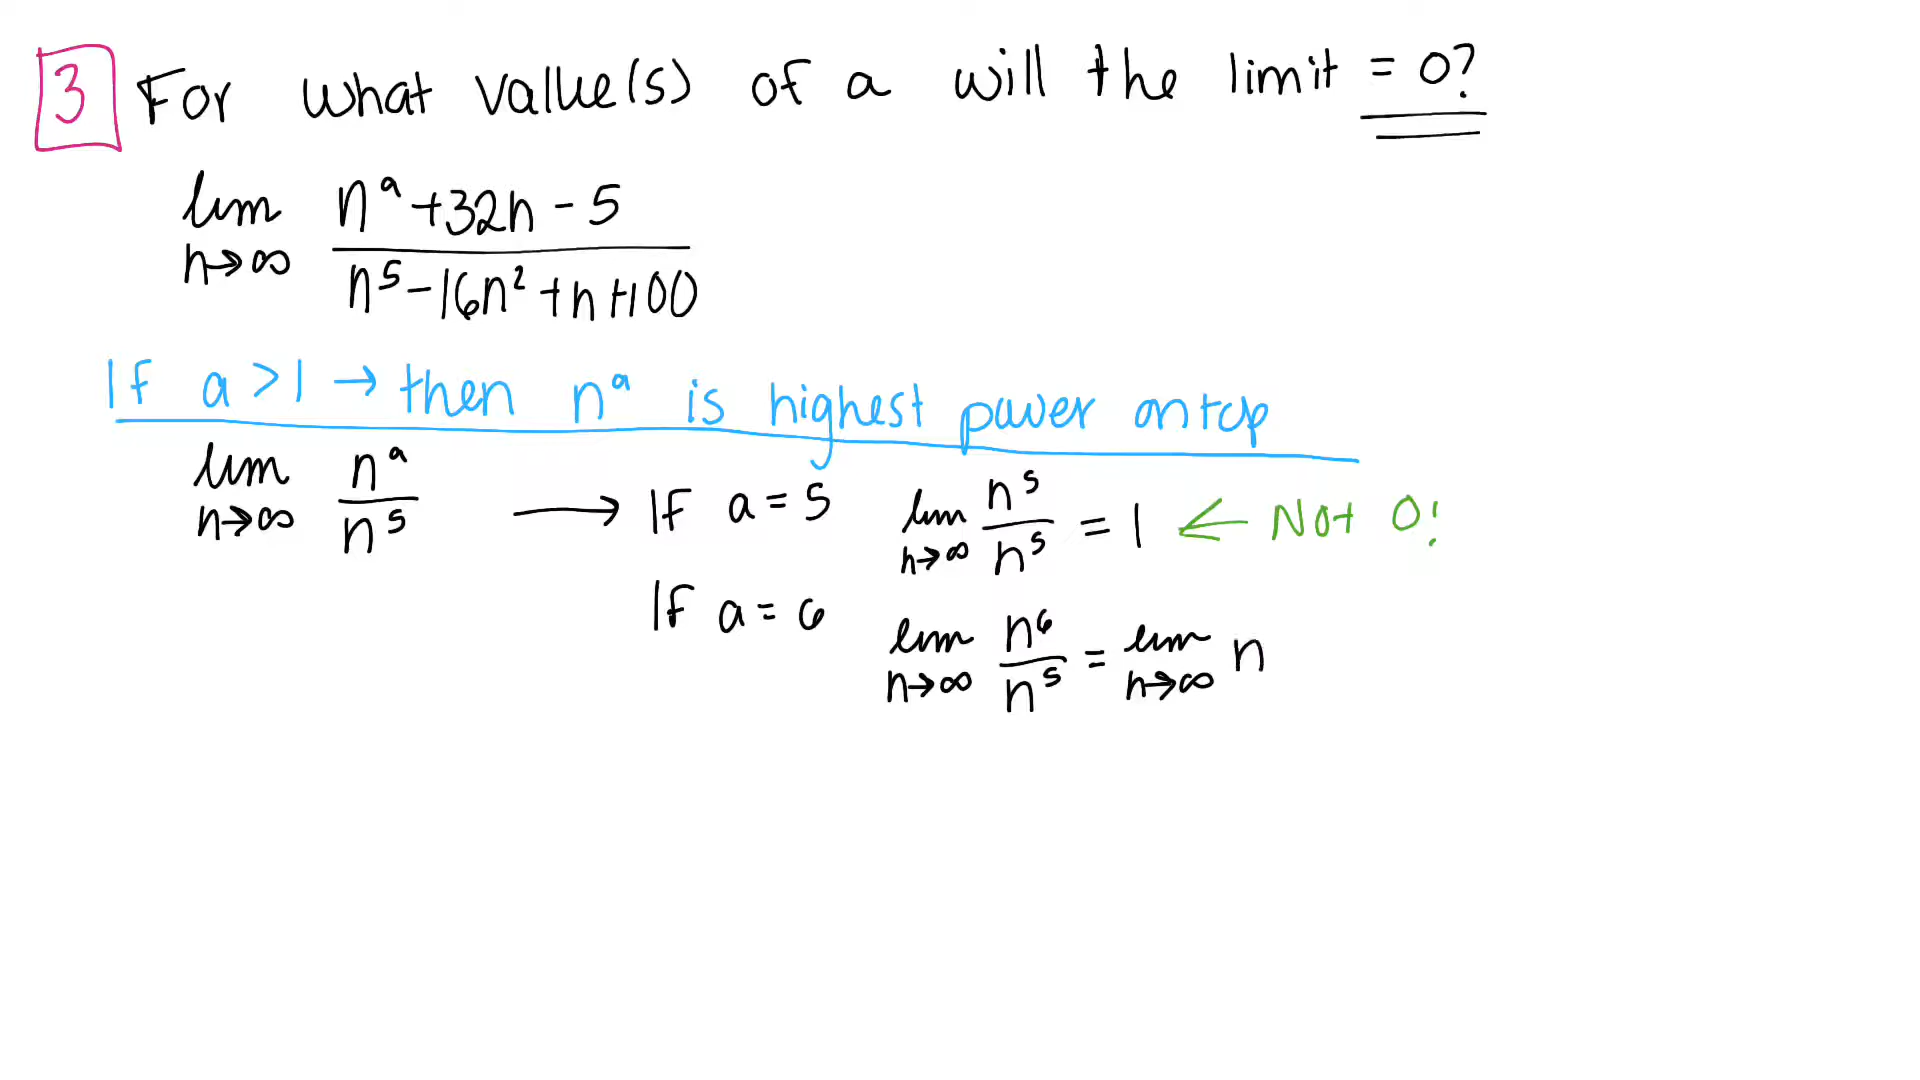 3 For what value(s) of a will the limit = 0?
lim n→∞ (n^a + 32n - 5) / (n^5 - 16n^2 + n + 100)
If a > 1 → then n^a is highest power on top
lim n→∞ n^a / n^5 → If a = 5 lim n→∞ n^5 / n^5 = 1 ← Not 0!
If a = 6 lim n→∞ n^6 / n^5 = lim n→∞ n